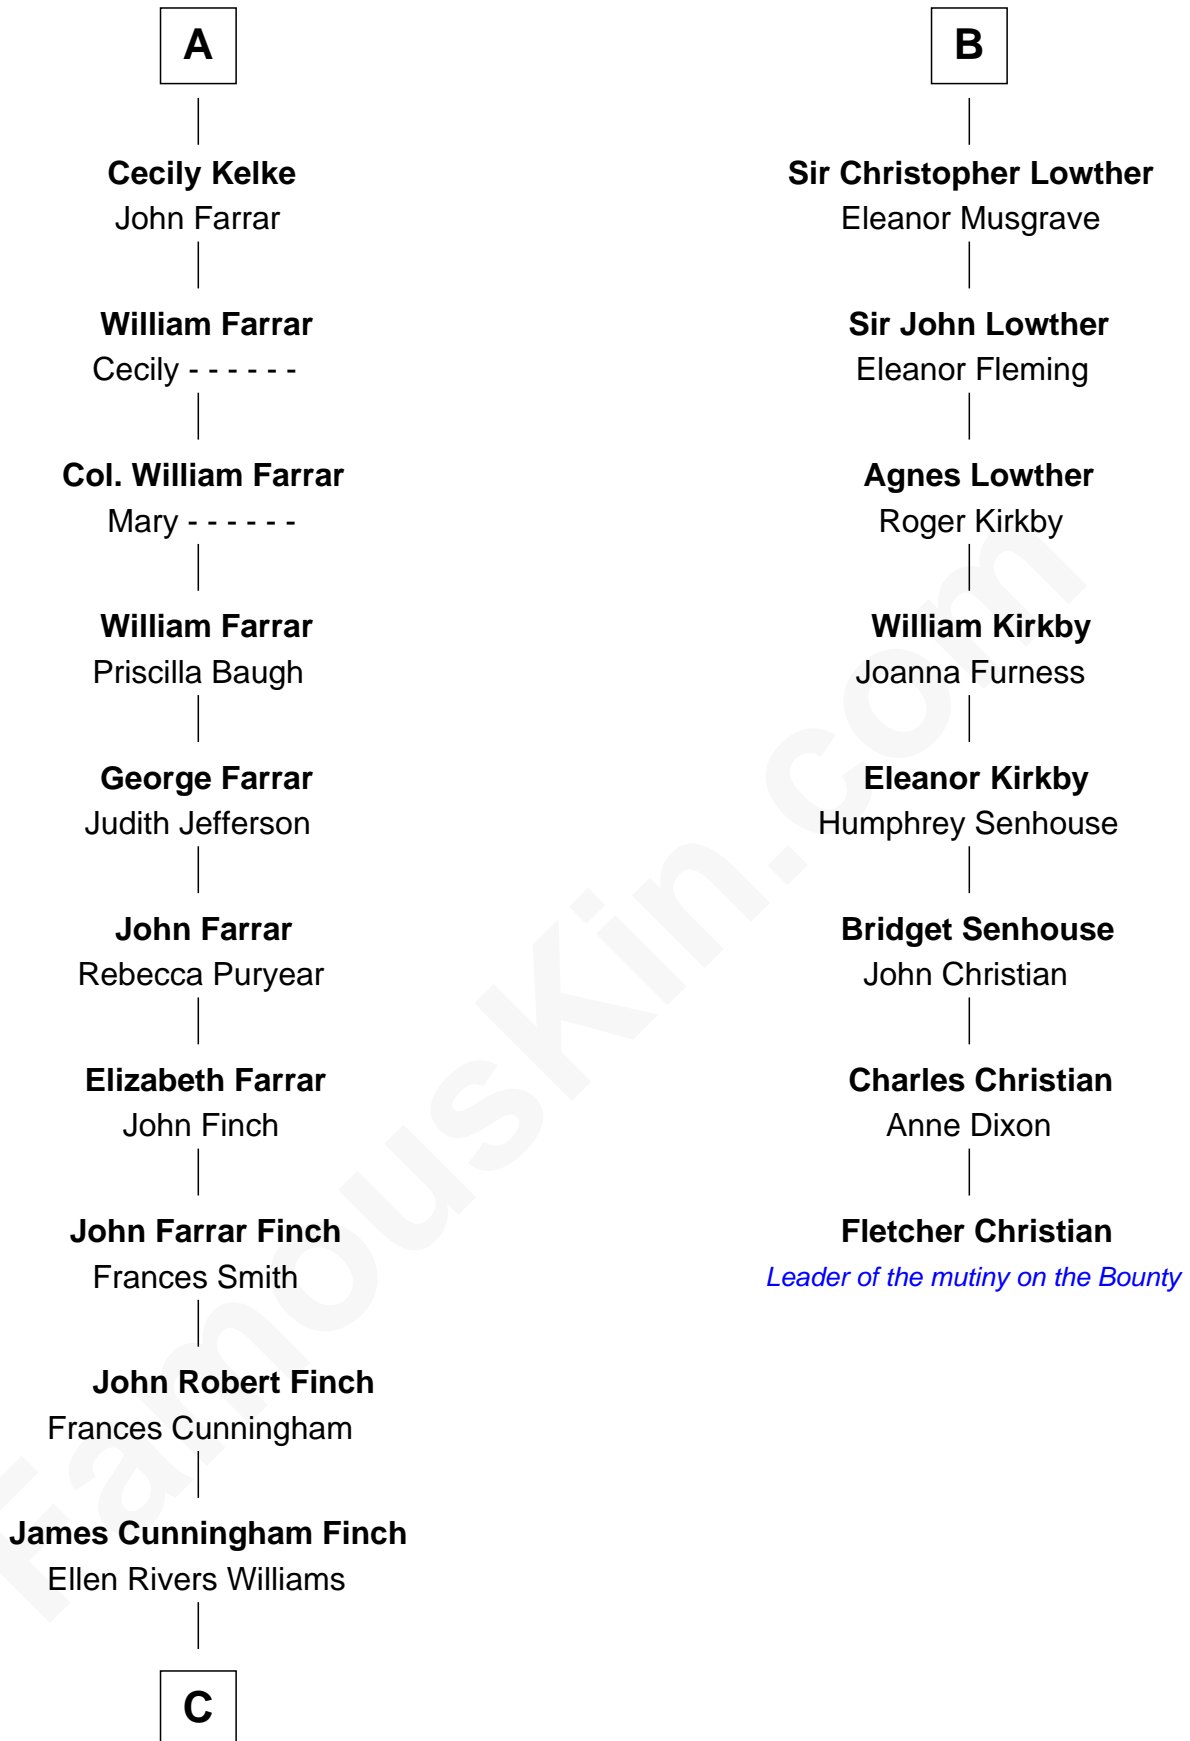 A
Cecily Kelke
John Farrar
William Farrar
Cecily - - - - - -
Col. William Farrar
Mary - - - - - -
William Farrar
Priscilla Baugh
George Farrar
Judith Jefferson
John Farrar
Rebecca Puryear
Elizabeth Farrar
John Finch
John Farrar Finch
Frances Smith
John Robert Finch
Frances Cunningham
James Cunningham Finch
Ellen Rivers Williams
C
B
Sir Christopher Lowther
Eleanor Musgrave
Sir John Lowther
Eleanor Fleming
Agnes Lowther
Roger Kirkby
William Kirkby
Joanna Furness
Eleanor Kirkby
Humphrey Senhouse
Bridget Senhouse
John Christian
Charles Christian
Anne Dixon
Fletcher Christian
Leader of the mutiny on the Bounty
FamousKin.com